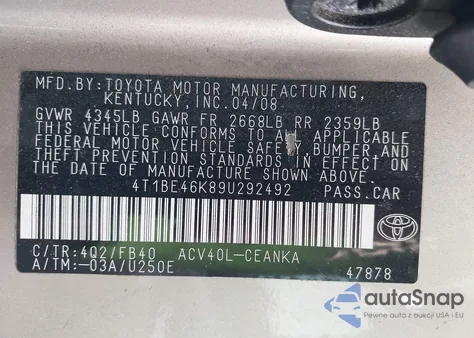 MFD.BY: TOYOTA MOTOR MANUFACTURING,
KENTUCKY, INC. 04/08
GVWR 4345LB GAWR FR 2668LB RR 2359LB
THIS VEHICLE CONFORMS TO ALL APPLICABLE
FEDERAL MOTOR VEHICLE SAFETY, BUMPER, AND
THEFT PREVENTION STANDARDS IN EFFECT ON
THE DATE OF MANUFACTURE SHOWN ABOVE.
4T1BE46K89U292492 PASS.CAR
C/TR: 4Q2/FB40 ACV40L-CEANKA
A/TM:-03A/U250E 47878
TOYOTA
autaSnap
Pewne auta z USA i EU